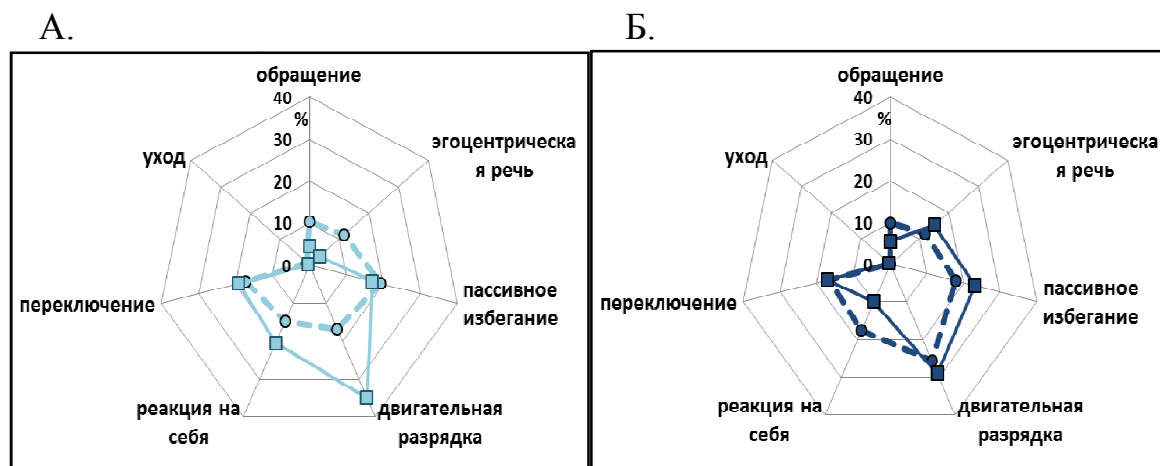 А.
обращение
40
%
30
20
10
0
эгоцентрическа
я речь
пассивное
избегание
двигательная
разрядка
реакция на
себя
переключение
уход
Б.
обращение
40
%
30
20
10
0
эгоцентрическа
я речь
пассивное
избегание
двигательная
разрядка
реакция на
себя
переключение
уход